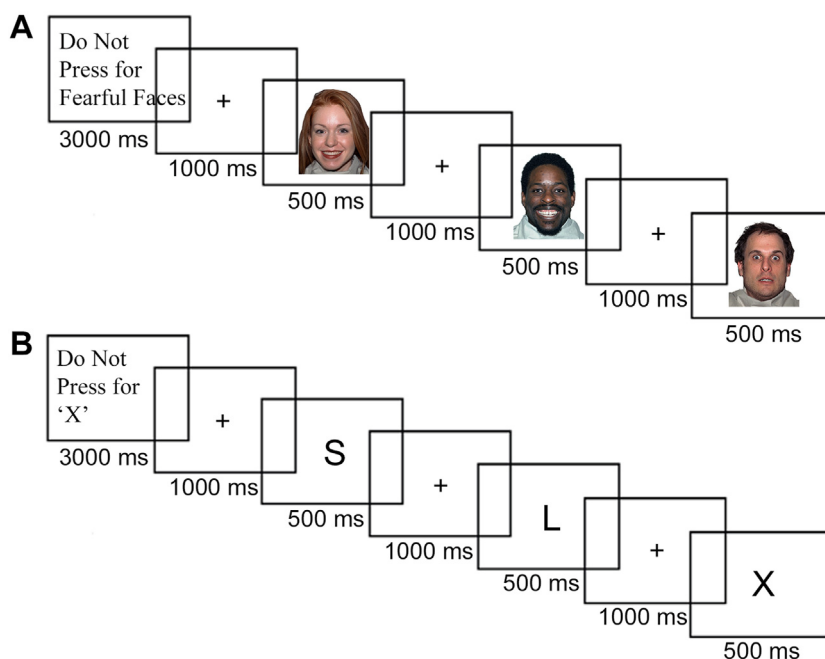 A
Do Not
Press for
Fearful Faces
3000 ms
+
1000 ms
500 ms
+
1000 ms
500 ms
+
1000 ms
500 ms
B
Do Not
Press for
‘X’
3000 ms
+
1000 ms
S
500 ms
+
1000 ms
L
500 ms
+
1000 ms
X
500 ms